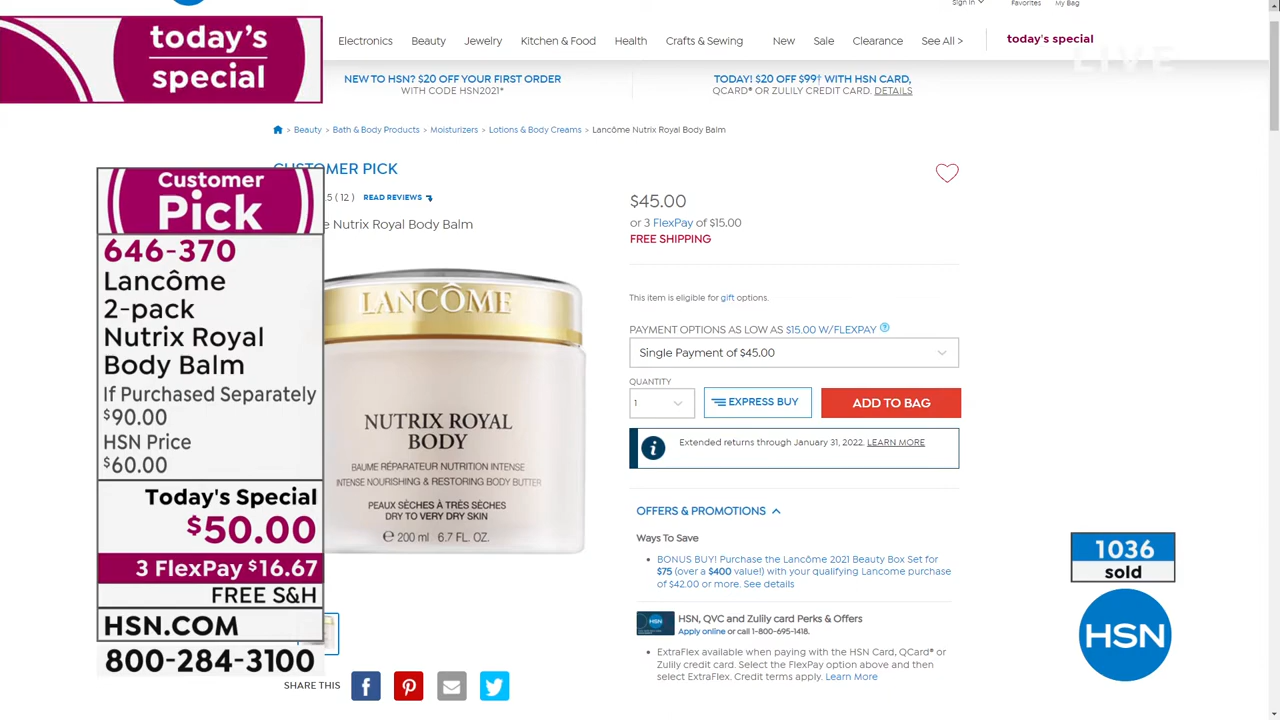 Sign In
Favorites
My Bag
today's
special
Electronics
Beauty
Jewelry
Kitchen & Food
Health
Crafts & Sewing
New
Sale
Clearance
See All >
today's special
LIVE
NEW TO HSN? $20 OFF YOUR FIRST ORDER
WITH CODE HSN2021*
TODAY! $20 OFF $99† WITH HSN CARD,
QCARD® OR ZULILY CREDIT CARD. DETAILS
> Beauty > Bath & Body Products > Moisturizers > Lotions & Body Creams > Lancôme Nutrix Royal Body Balm
CUSTOMER PICK
.5 ( 12 ) READ REVIEWS
e Nutrix Royal Body Balm
Customer
Pick
646-370
Lancôme
2-pack
Nutrix Royal
Body Balm
If Purchased Separately
$90.00
HSN Price
$60.00
Today's Special
$50.00
3 FlexPay $16.67
FREE S&H
HSN.COM
800-284-3100
LANCÔME
NUTRIX ROYAL
BODY
BAUME RÉPARATEUR NUTRITION INTENSE
INTENSE NOURISHING & RESTORING BODY BUTTER
PEAUX SÈCHES À TRÈS SÈCHES
DRY TO VERY DRY SKIN
e 200 ml 6.7 FL. OZ.
SHARE THIS
$45.00
or 3 FlexPay of $15.00
FREE SHIPPING
This item is eligible for gift options.
PAYMENT OPTIONS AS LOW AS $15.00 W/FLEXPAY ?
Single Payment of $45.00
QUANTITY
1
EXPRESS BUY
ADD TO BAG
Extended returns through January 31, 2022. LEARN MORE
OFFERS & PROMOTIONS
Ways To Save
• BONUS BUY! Purchase the Lancôme 2021 Beauty Box Set for
$75 (over a $400 value!) with your qualifying Lancome purchase
of $42.00 or more. See details
HSN, QVC and Zulily card Perks & Offers
Apply online or call 1-800-695-1418.
• ExtraFlex available when paying with the HSN Card, QCard® or
Zulily credit card. Select the FlexPay option above and then
select ExtraFlex. Credit terms apply. Learn More
1036
sold
HSN